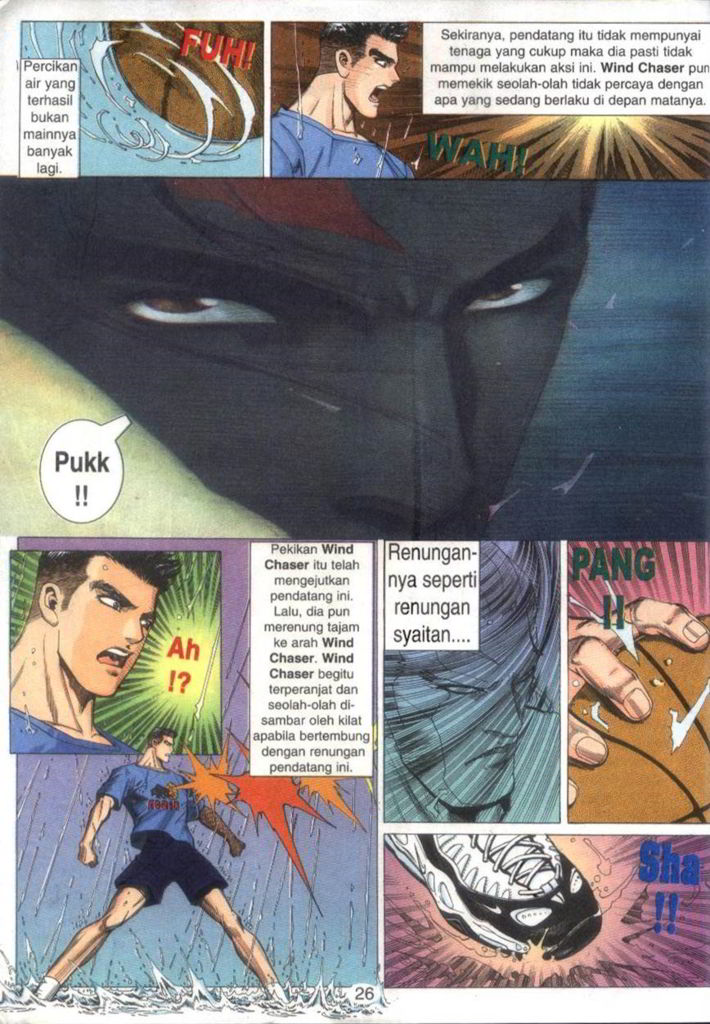 FUH!
Percikan
air yang
terhasil
bukan
mainnya
banyak
lagi.
Sekiranya, pendatang itu tidak mempunyai
tenaga yang cukup maka dia pasti tidak
mampu melakukan aksi ini. Wind Chaser pun
memekik seolah-olah tidak percaya dengan
apa yang sedang berlaku di depan matanya.
WAH!
Pukk
!!
Ah
!?
Pekikan Wind
Chaser itu telah
mengejutkan
pendatang ini.
Lalu, dia pun
merenung tajam
ke arah Wind
Chaser. Wind
Chaser begitu
terperanjat dan
seolah-olah di-
sambar oleh kilat
apabila bertembung
dengan renungan
pendatang ini.
Renungan-
nya seperti
renungan
syaitan....
PANG
!!
Sha
!!
26